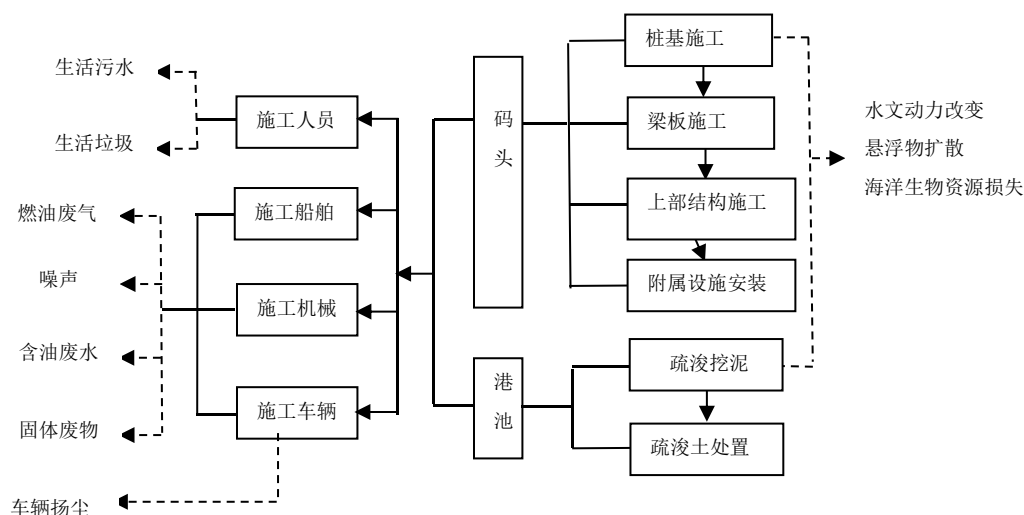 生活污水
生活垃圾
燃油废气
噪声
含油废水
固体废物
车辆扬尘
施工人员
施工船舶
施工机械
施工车辆
码
头
港
池
桩基施工
梁板施工
上部结构施工
附属设施安装
疏浚挖泥
疏浚土处置
水文动力改变
悬浮物扩散
海洋生物资源损失